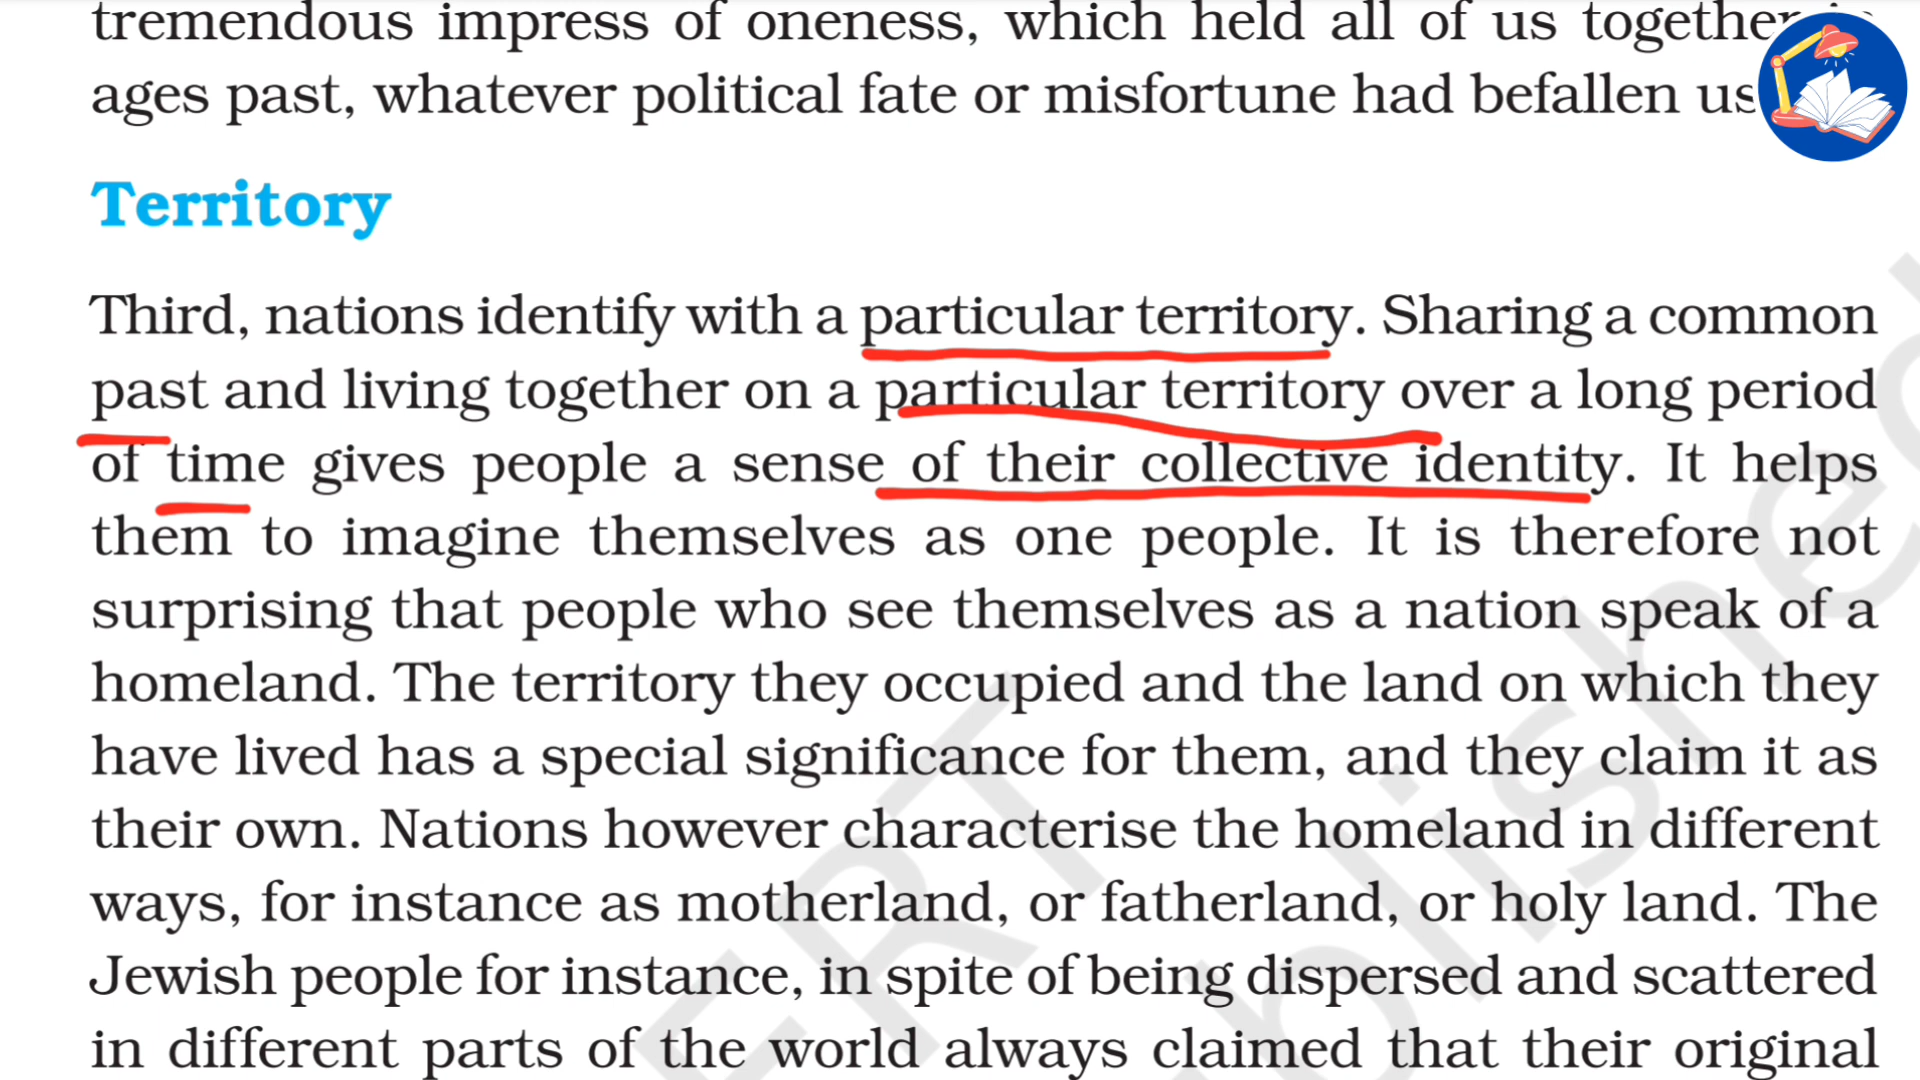 tremendous impress of oneness, which held all of us together
ages past, whatever political fate or misfortune had befallen us
Territory
Third, nations identify with a particular territory. Sharing a common
past and living together on a particular territory over a long period
of time gives people a sense of their collective identity. It helps
them to imagine themselves as one people. It is therefore not
surprising that people who see themselves as a nation speak of a
homeland. The territory they occupied and the land on which they
have lived has a special significance for them, and they claim it as
their own. Nations however characterise the homeland in different
ways, for instance as motherland, or fatherland, or holy land. The
Jewish people for instance, in spite of being dispersed and scattered
in different parts of the world always claimed that their original